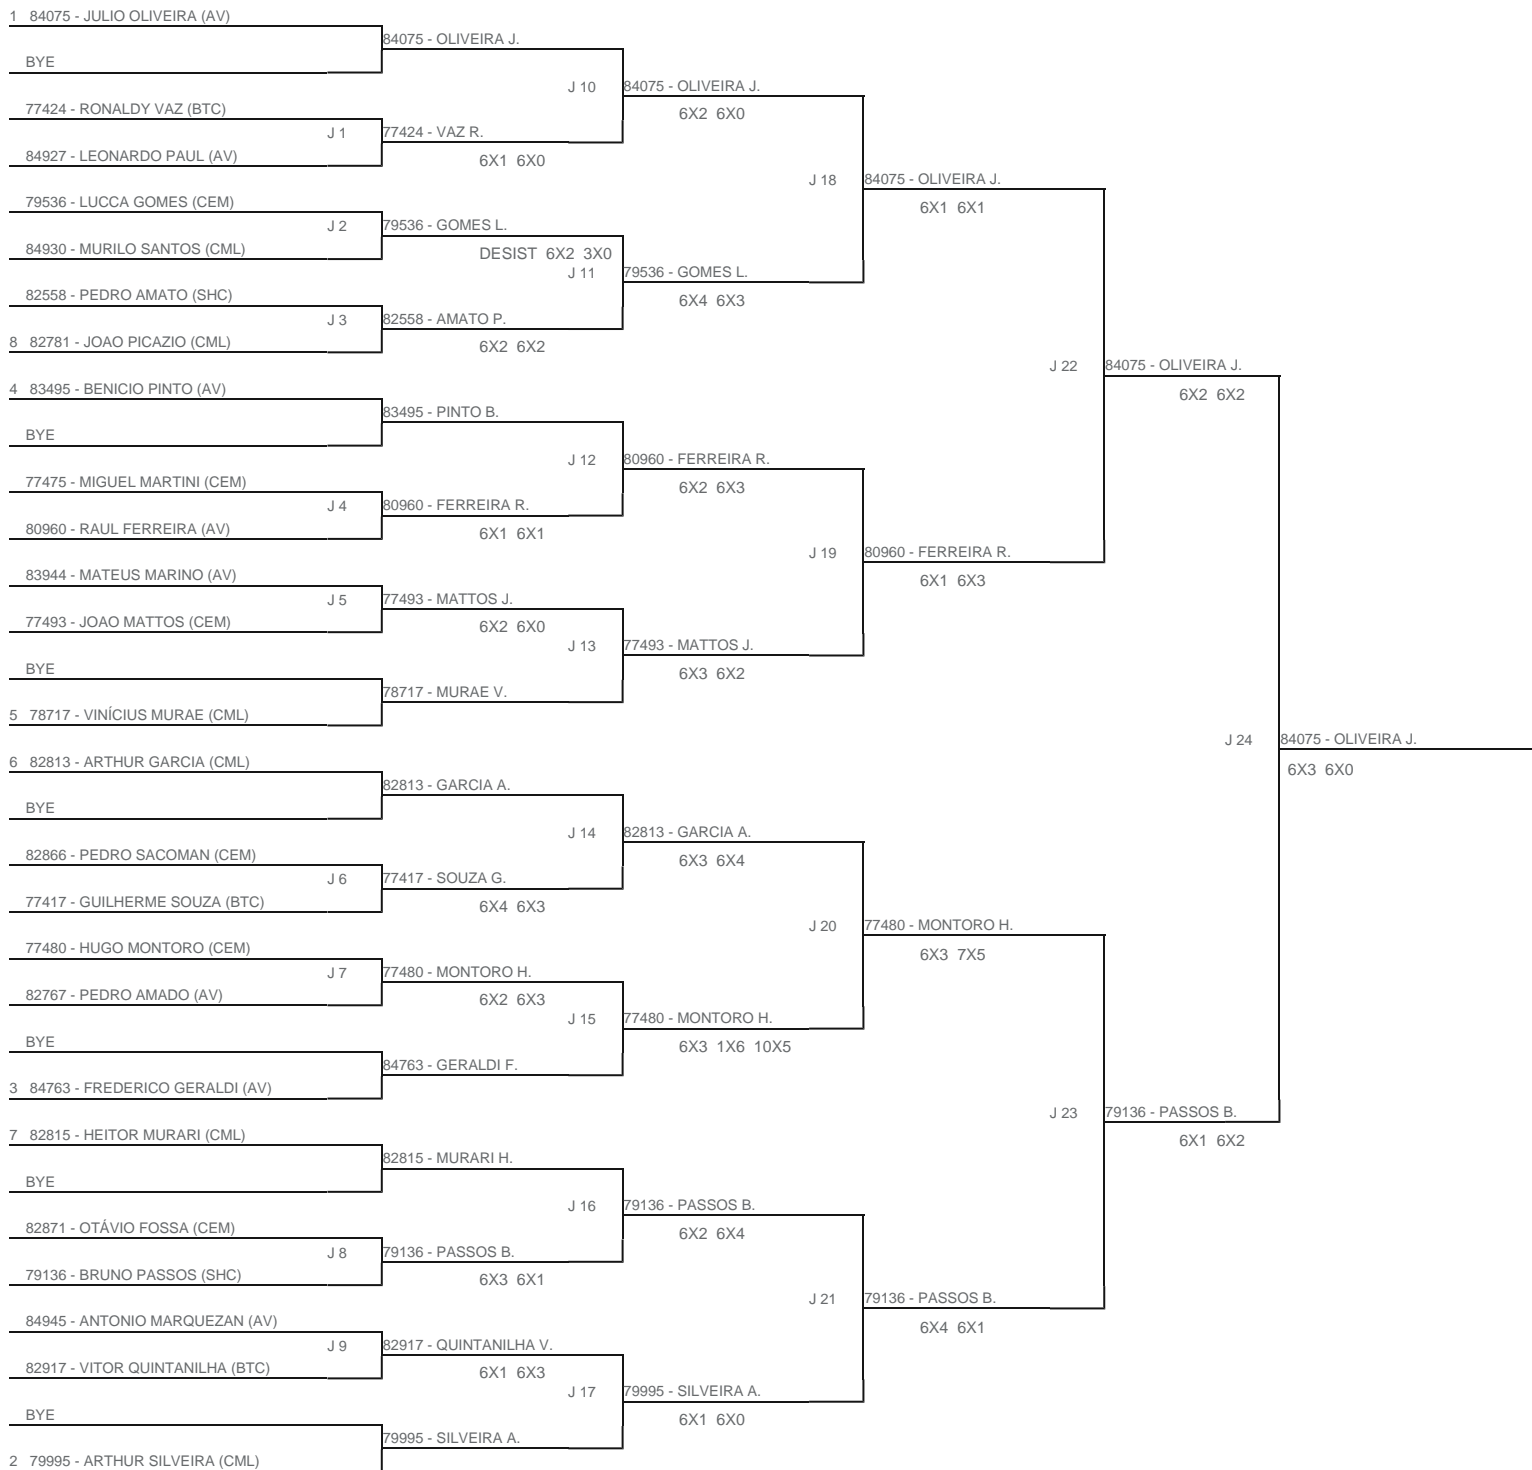 1 84075 - JULIO OLIVEIRA (AV)
84075 - OLIVEIRA J.
BYE
J 10
84075 - OLIVEIRA J.
6X2 6X0
77424 - RONALDY VAZ (BTC)
J 1
77424 - VAZ R.
84927 - LEONARDO PAUL (AV)
6X1 6X0
J 18
84075 - OLIVEIRA J.
6X1 6X1
79536 - LUCCA GOMES (CEM)
J 2
79536 - GOMES L.
84930 - MURILO SANTOS (CML)
DESIST 6X2 3X0
J 11
79536 - GOMES L.
6X4 6X3
82558 - PEDRO AMATO (SHC)
J 3
82558 - AMATO P.
8 82781 - JOAO PICAZIO (CML)
6X2 6X2
J 22
84075 - OLIVEIRA J.
6X2 6X2
4 83495 - BENICIO PINTO (AV)
83495 - PINTO B.
BYE
J 12
80960 - FERREIRA R.
6X2 6X3
77475 - MIGUEL MARTINI (CEM)
J 4
80960 - FERREIRA R.
80960 - RAUL FERREIRA (AV)
6X1 6X1
J 19
80960 - FERREIRA R.
6X1 6X3
83944 - MATEUS MARINO (AV)
J 5
77493 - MATTOS J.
77493 - JOAO MATTOS (CEM)
6X2 6X0
J 13
77493 - MATTOS J.
6X3 6X2
BYE
78717 - MURAE V.
5 78717 - VINÍCIUS MURAE (CML)
J 24
84075 - OLIVEIRA J.
6X3 6X0
6 82813 - ARTHUR GARCIA (CML)
82813 - GARCIA A.
BYE
J 14
82813 - GARCIA A.
6X3 6X4
82866 - PEDRO SACOMAN (CEM)
J 6
77417 - SOUZA G.
77417 - GUILHERME SOUZA (BTC)
6X4 6X3
J 20
77480 - MONTORO H.
6X3 7X5
77480 - HUGO MONTORO (CEM)
J 7
77480 - MONTORO H.
82767 - PEDRO AMADO (AV)
6X2 6X3
J 15
77480 - MONTORO H.
6X3 1X6 10X5
BYE
84763 - GERALDI F.
3 84763 - FREDERICO GERALDI (AV)
J 23
79136 - PASSOS B.
6X1 6X2
7 82815 - HEITOR MURARI (CML)
82815 - MURARI H.
BYE
J 16
79136 - PASSOS B.
6X2 6X4
82871 - OTÁVIO FOSSA (CEM)
J 8
79136 - PASSOS B.
79136 - BRUNO PASSOS (SHC)
6X3 6X1
J 21
79136 - PASSOS B.
6X4 6X1
84945 - ANTONIO MARQUEZAN (AV)
J 9
82917 - QUINTANILHA V.
82917 - VITOR QUINTANILHA (BTC)
6X1 6X3
J 17
79995 - SILVEIRA A.
6X1 6X0
BYE
79995 - SILVEIRA A.
2 79995 - ARTHUR SILVEIRA (CML)